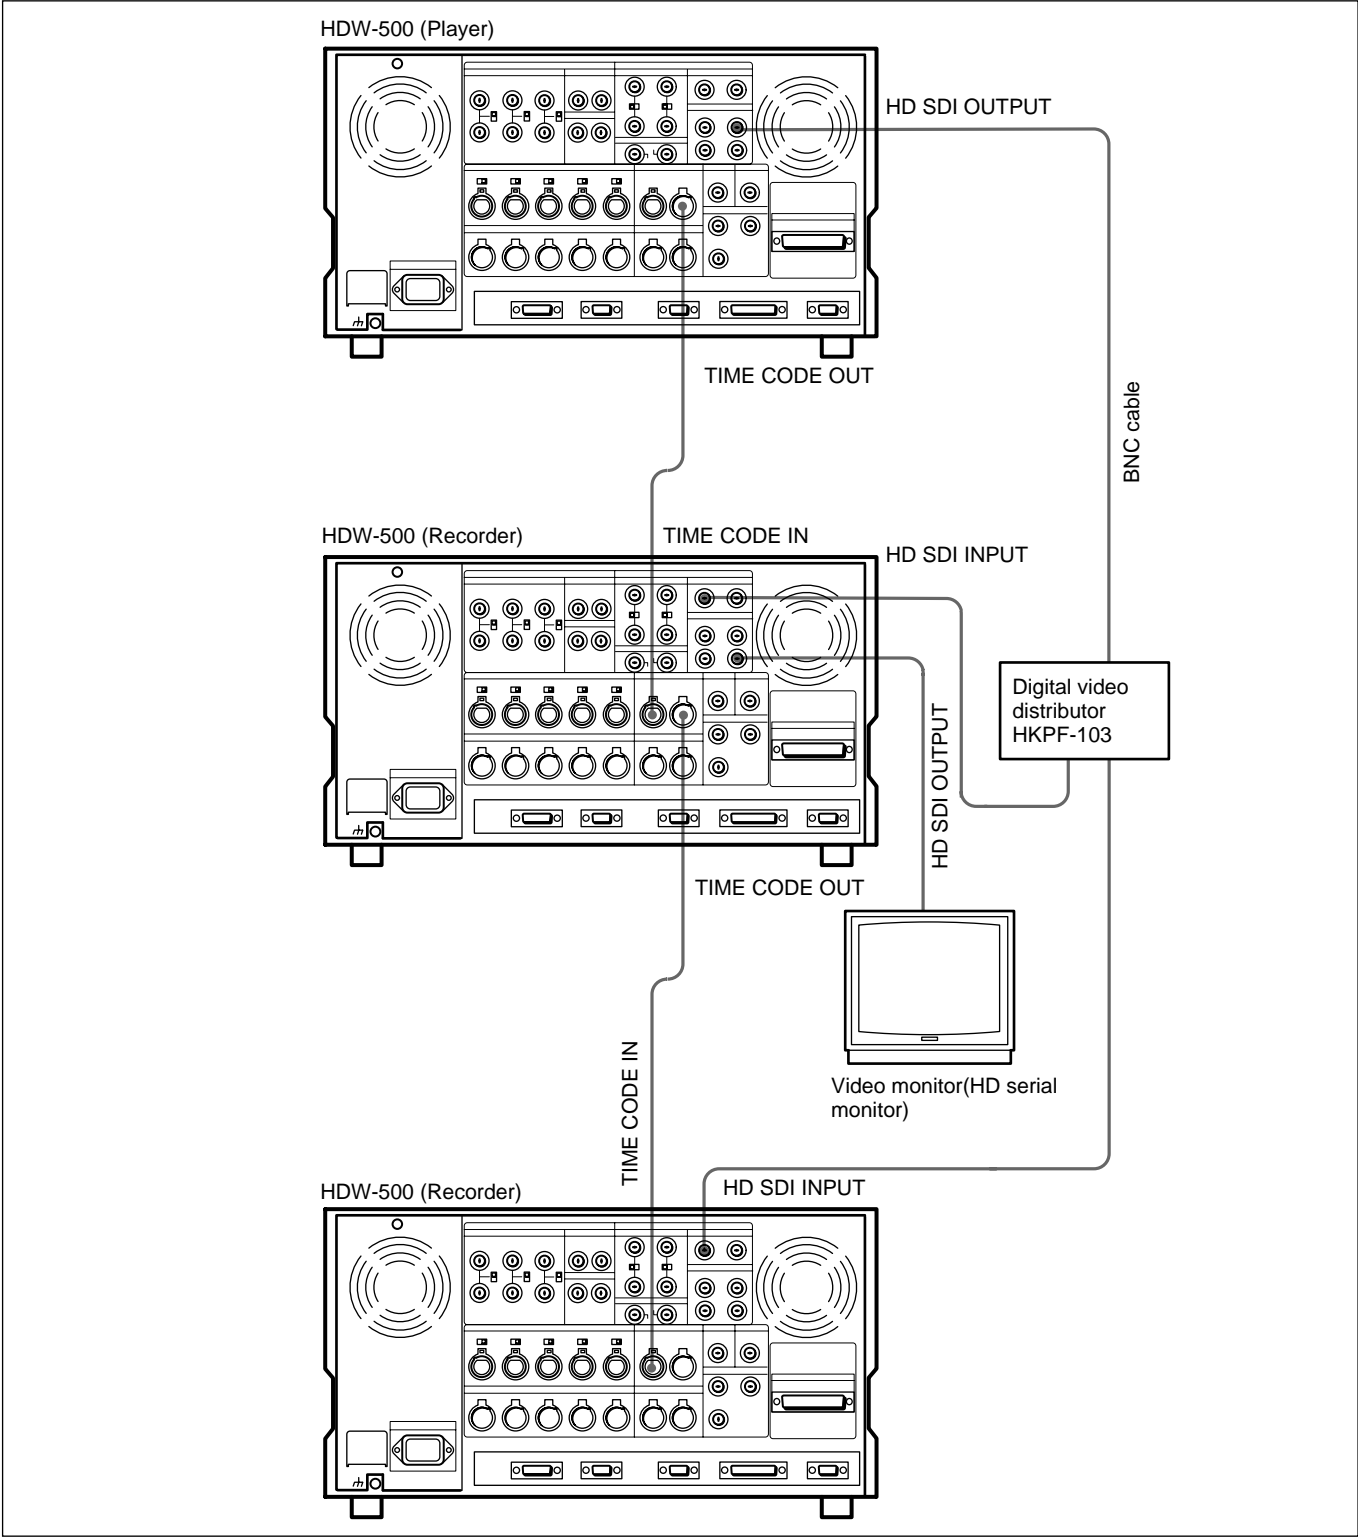 HDW-500 (Player)
HD SDI OUTPUT
TIME CODE OUT
BNC cable
HDW-500 (Recorder)
TIME CODE IN
HD SDI INPUT
Digital video
distributor
HKPF-103
HD SDI OUTPUT
TIME CODE OUT
Video monitor(HD serial
monitor)
TIME CODE IN
HD SDI INPUT
HDW-500 (Recorder)